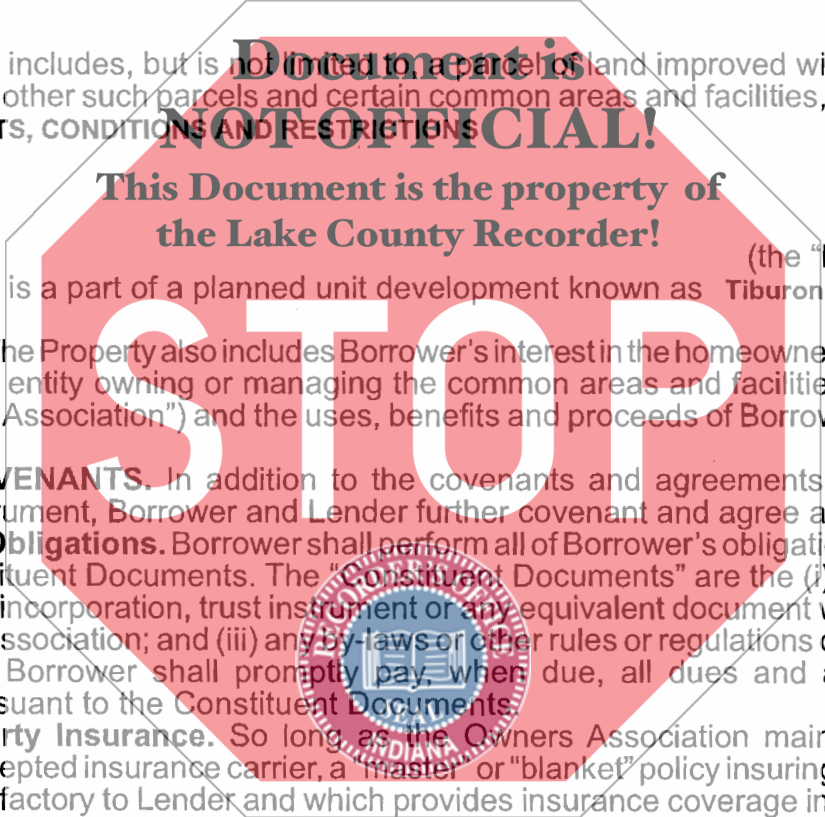 Document is
includes, but is not limited to, a parcel of land improved wi
other such parcels and certain common areas and facilities,
NOT OFFICIAL!
TS, CONDITIONS AND RESTRICTIONS
This Document is the property of
the Lake County Recorder!
(the "
is a part of a planned unit development known as Tiburon
STOP
he Property also includes Borrower's interest in the homeowne
entity owning or managing the common areas and facilitie
Association") and the uses, benefits and proceeds of Borrow
VENANTS. In addition to the covenants and agreements
ument, Borrower and Lender further covenant and agree a
Obligations. Borrower shall perform all of Borrower's obligati
ituent Documents. The "Constituent Documents" are the (i)
incorporation, trust instrument or any equivalent document w
ssociation; and (iii) any by-laws or other rules or regulations o
Borrower shall promptly pay, when due, all dues and a
suant to the Constituent Documents.
rty Insurance. So long as the Owners Association main
epted insurance carrier, a "master" or "blanket" policy insuring
factory to Lender and which provides insurance coverage in
RECORDER'S OFFICE
SEAL
INDIANA